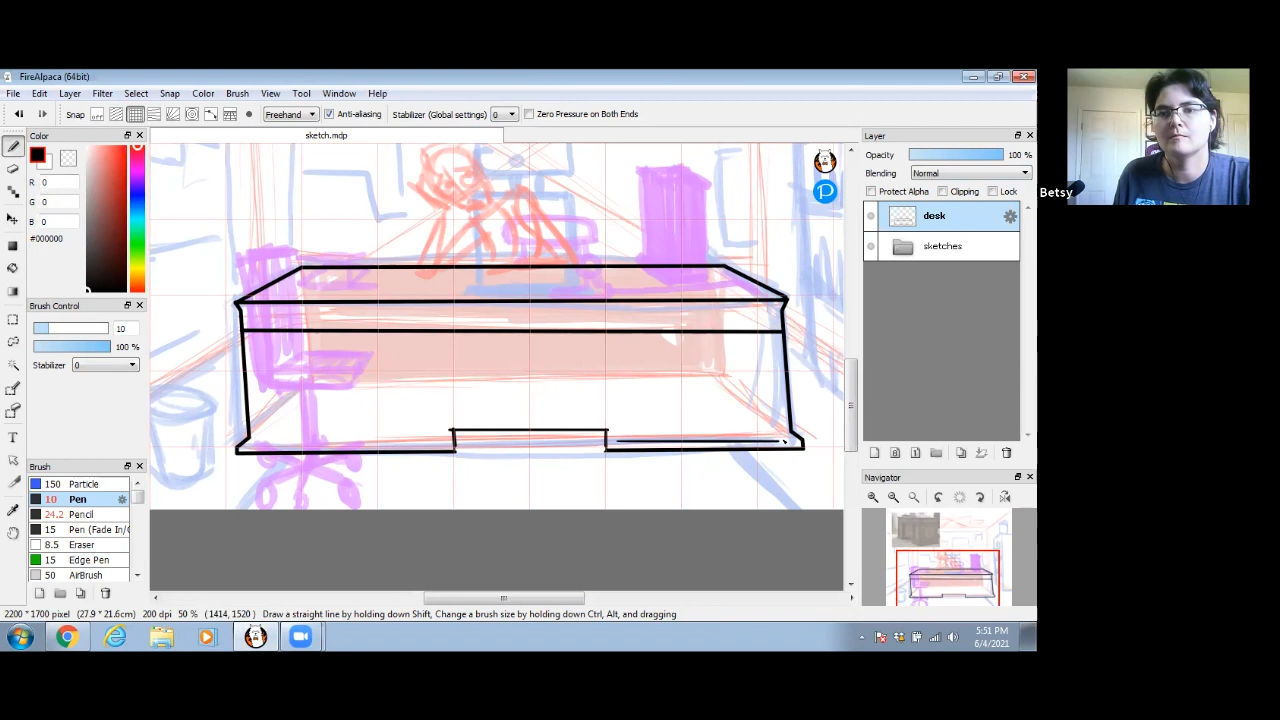 FireAlpaca (64bit)
File Edit Layer Filter Select Snap Color Brush View Tool Window Help
Snap OFF Freehand Anti-aliasing Stabilizer (Global settings) 0 Zero Pressure on Both Ends
Color
sketch.mdp
Layer
Opacity 100 %
R 0
Blending Normal
G 0
Protect Alpha Clipping Lock
Betsy
B 0
desk
#000000
sketches
Brush Control
10
100 %
Stabilizer 0
Brush
Navigator
150 Particle
10 Pen
24.2 Pencil
15 Pen (Fade In/O
8.5 Eraser
15 Edge Pen
50 AirBrush
2200 * 1700 pixel (27.9 * 21.6cm) 200 dpi 50 % (1414, 1520) Draw a straight line by holding down Shift, Change a brush size by holding down Ctrl, Alt, and dragging
5:51 PM
6/4/2021